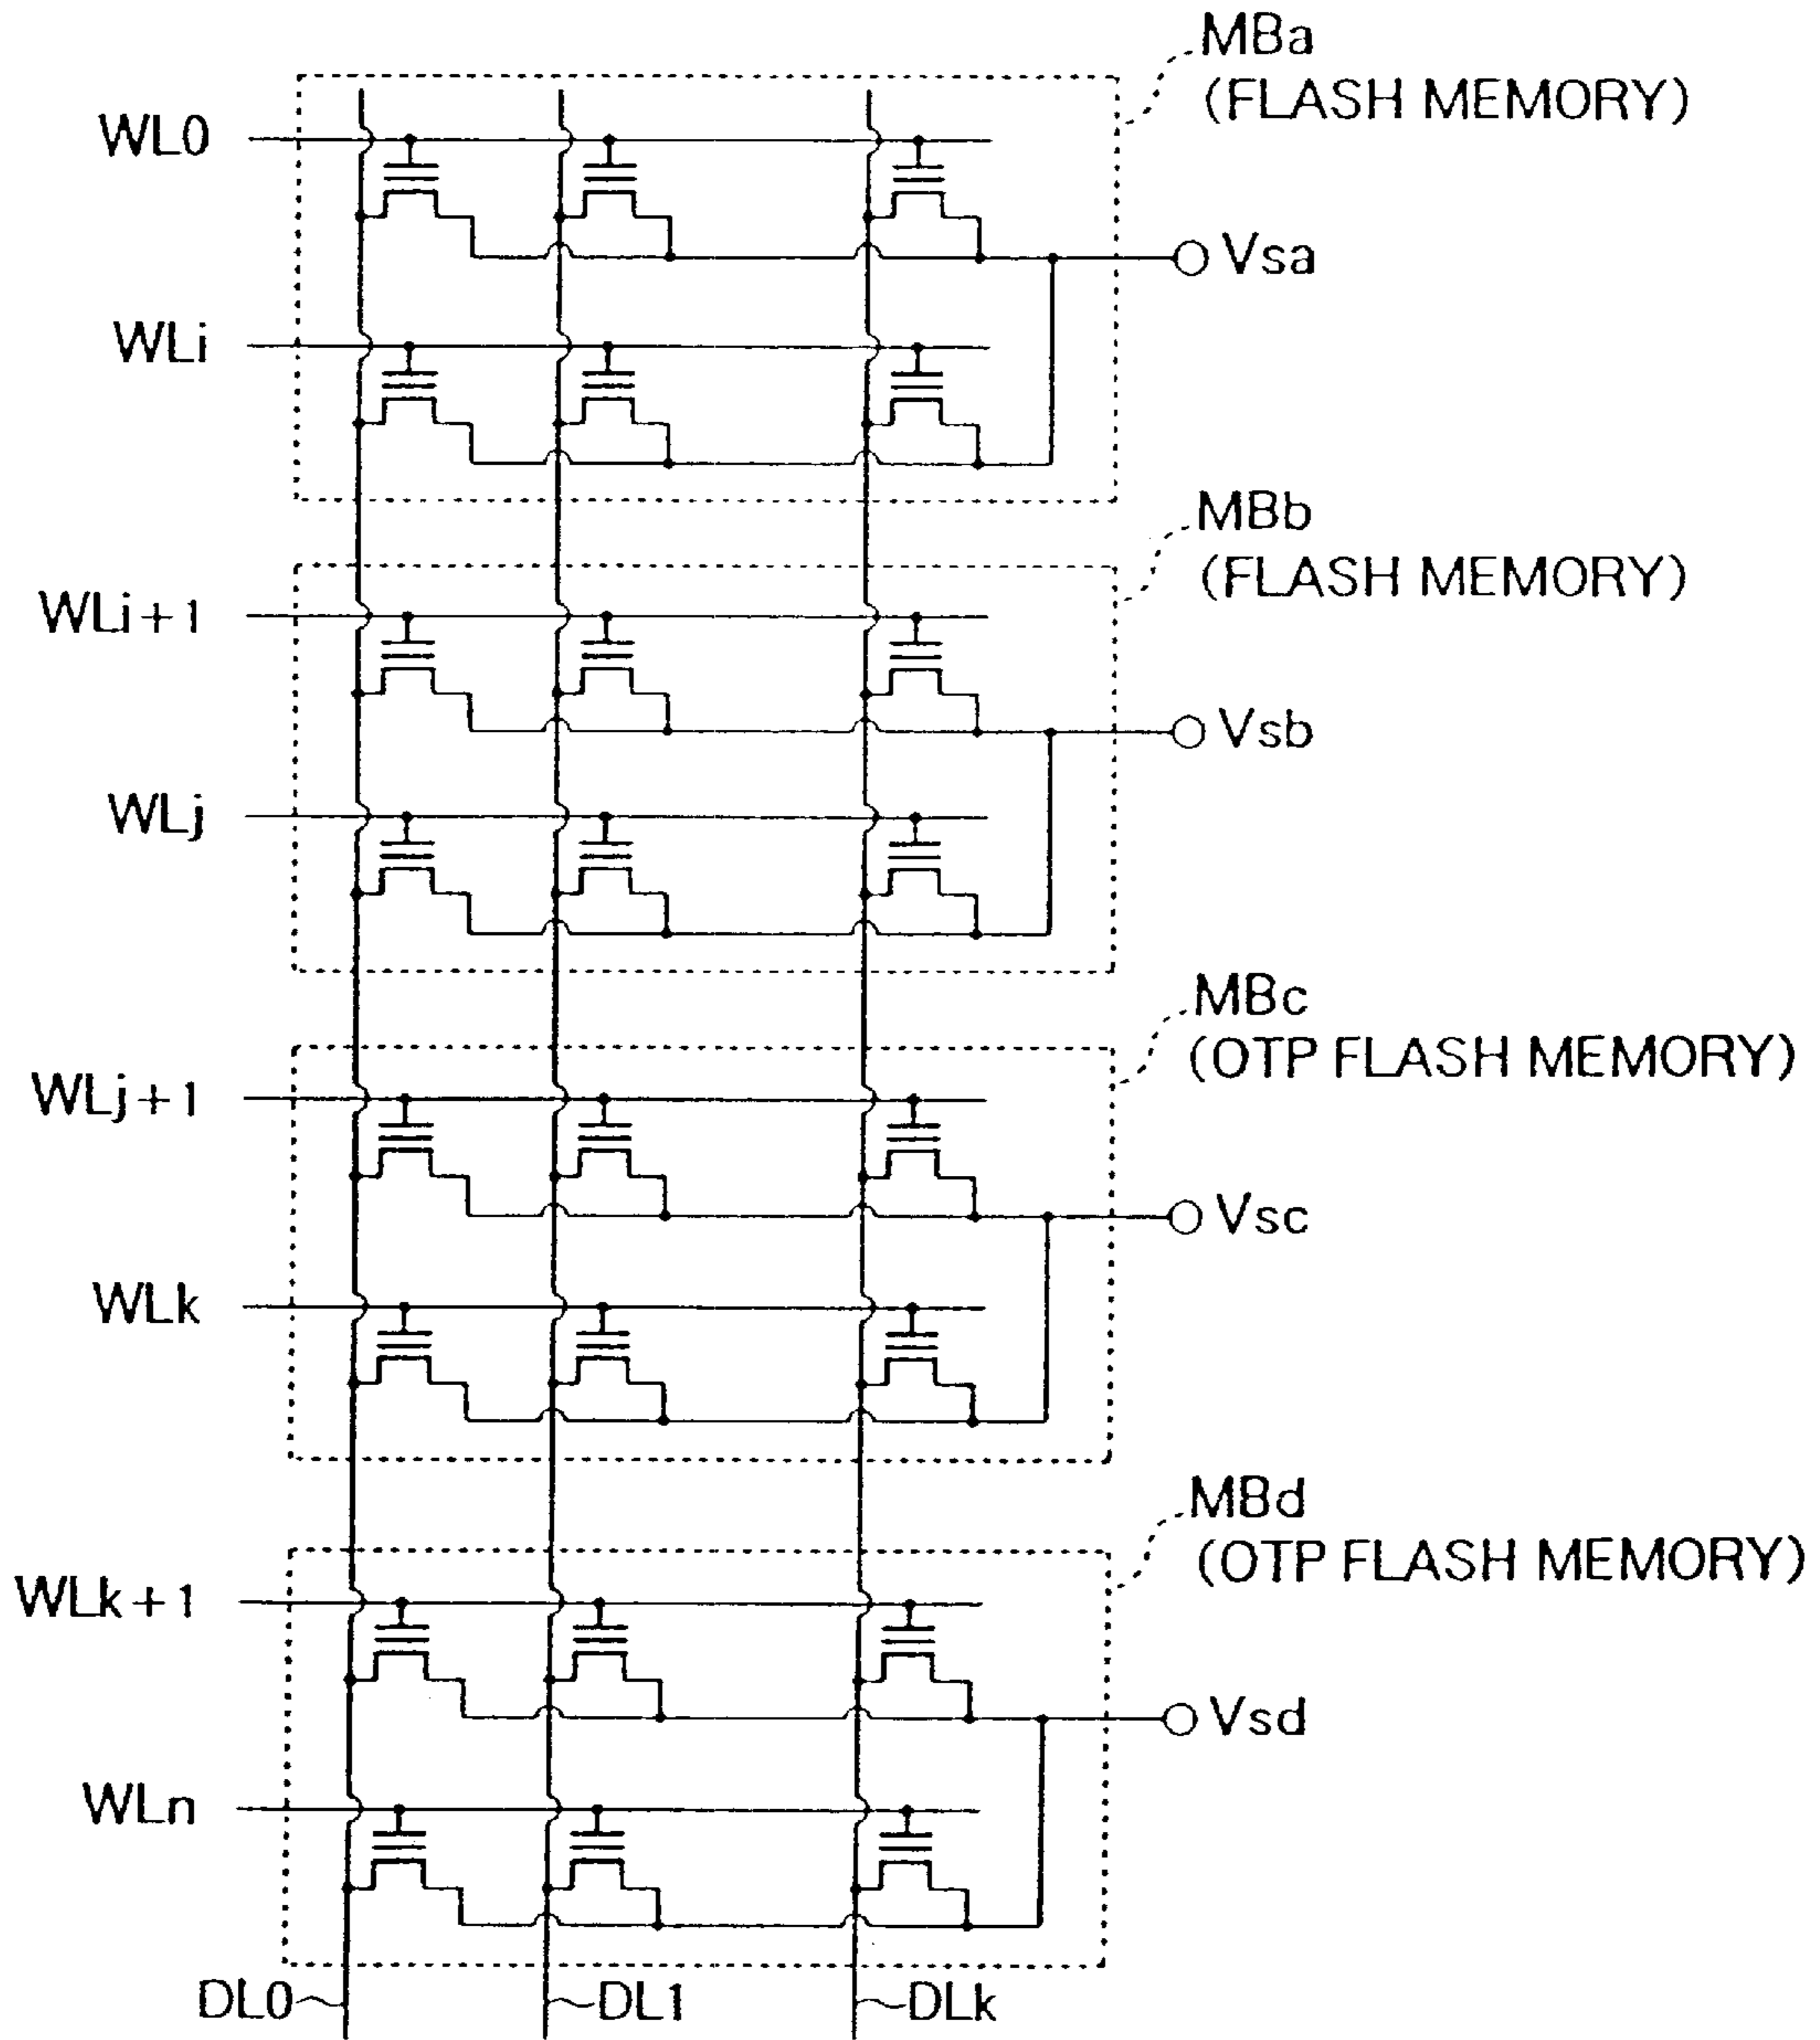 MBa
(FLASH MEMORY)
WL0
Vsa
WLi
MBb
(FLASH MEMORY)
WLi+1
Vsb
WLj
MBc
(OTP FLASH MEMORY)
WLj+1
Vsc
WLk
MBd
(OTP FLASH MEMORY)
WLk+1
Vsd
WLn
DL0
DL1
DLk